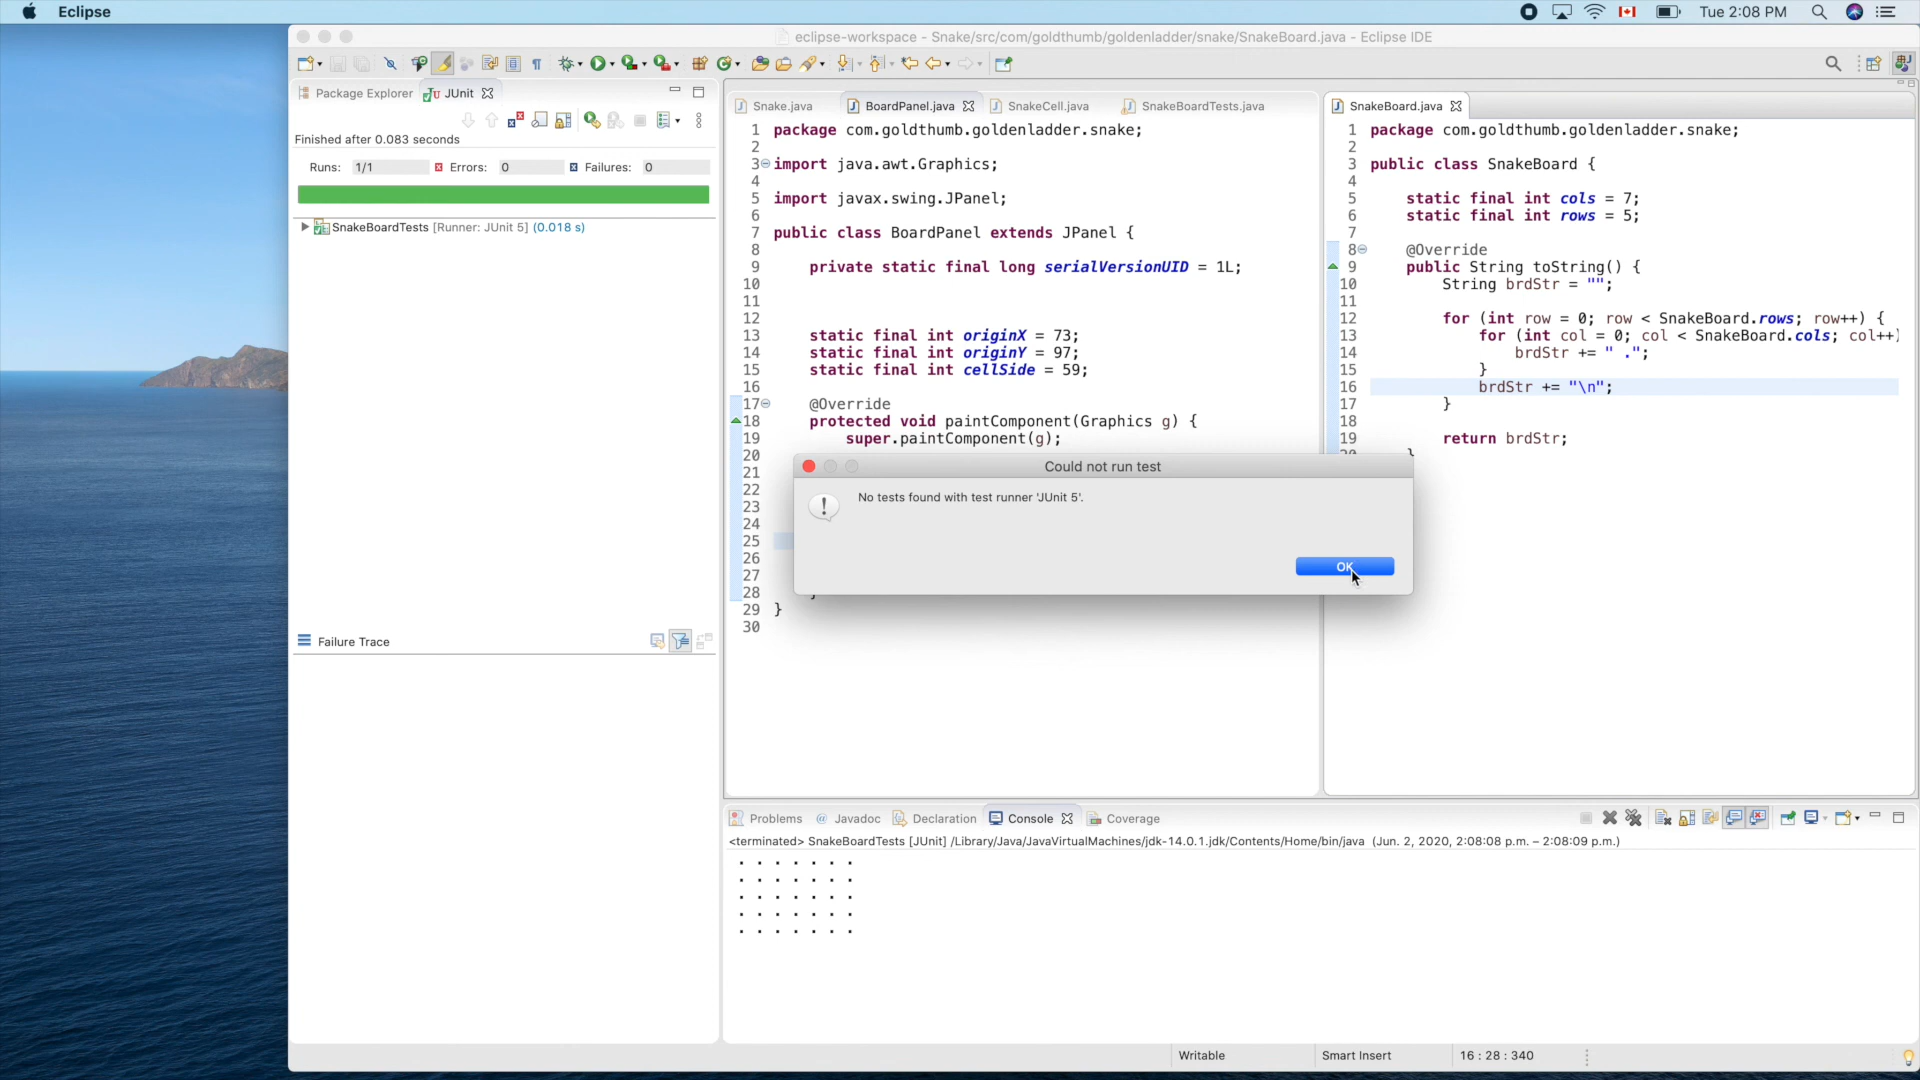 Eclipse
Tue 2:08 PM
eclipse-workspace - Snake/src/com/goldthumb/goldenladder/snake/SnakeBoard.java - Eclipse IDE
Package Explorer
JUnit
Finished after 0.083 seconds
Runs: 1/1
Errors: 0
Failures: 0
SnakeBoardTests [Runner: JUnit 5] (0.018 s)
Failure Trace
Snake.java
BoardPanel.java
SnakeCell.java
SnakeBoardTests.java
1 package com.goldthumb.goldenladder.snake;
2
3 import java.awt.Graphics;
4
5 import javax.swing.JPanel;
6
7 public class BoardPanel extends JPanel {
8
9 private static final long serialVersionUID = 1L;
10
11
12
13 static final int originX = 73;
14 static final int originY = 97;
15 static final int cellSide = 59;
16
17 @Override
18 protected void paintComponent(Graphics g) {
19 super.paintComponent(g);
20
21
22
23
24
25
26
27
28 }
29 }
30
SnakeBoard.java
1 package com.goldthumb.goldenladder.snake;
2
3 public class SnakeBoard {
4
5 static final int cols = 7;
6 static final int rows = 5;
7
8 @Override
9 public String toString() {
10 String brdStr = "";
11
12 for (int row = 0; row < SnakeBoard.rows; row++) {
13 for (int col = 0; col < SnakeBoard.cols; col++)
14 brdStr += " .";
15 }
16 brdStr += "\n";
17 }
18
19 return brdStr;
20 }
Could not run test
No tests found with test runner 'JUnit 5'.
OK
Problems
@ Javadoc
Declaration
Console
Coverage
<terminated> SnakeBoardTests [JUnit] /Library/Java/JavaVirtualMachines/jdk-14.0.1.jdk/Contents/Home/bin/java (Jun. 2, 2020, 2:08:08 p.m. – 2:08:09 p.m.)
. . . . . . .
. . . . . . .
. . . . . . .
. . . . . . .
. . . . . . .
Writable
Smart Insert
16 : 28 : 340